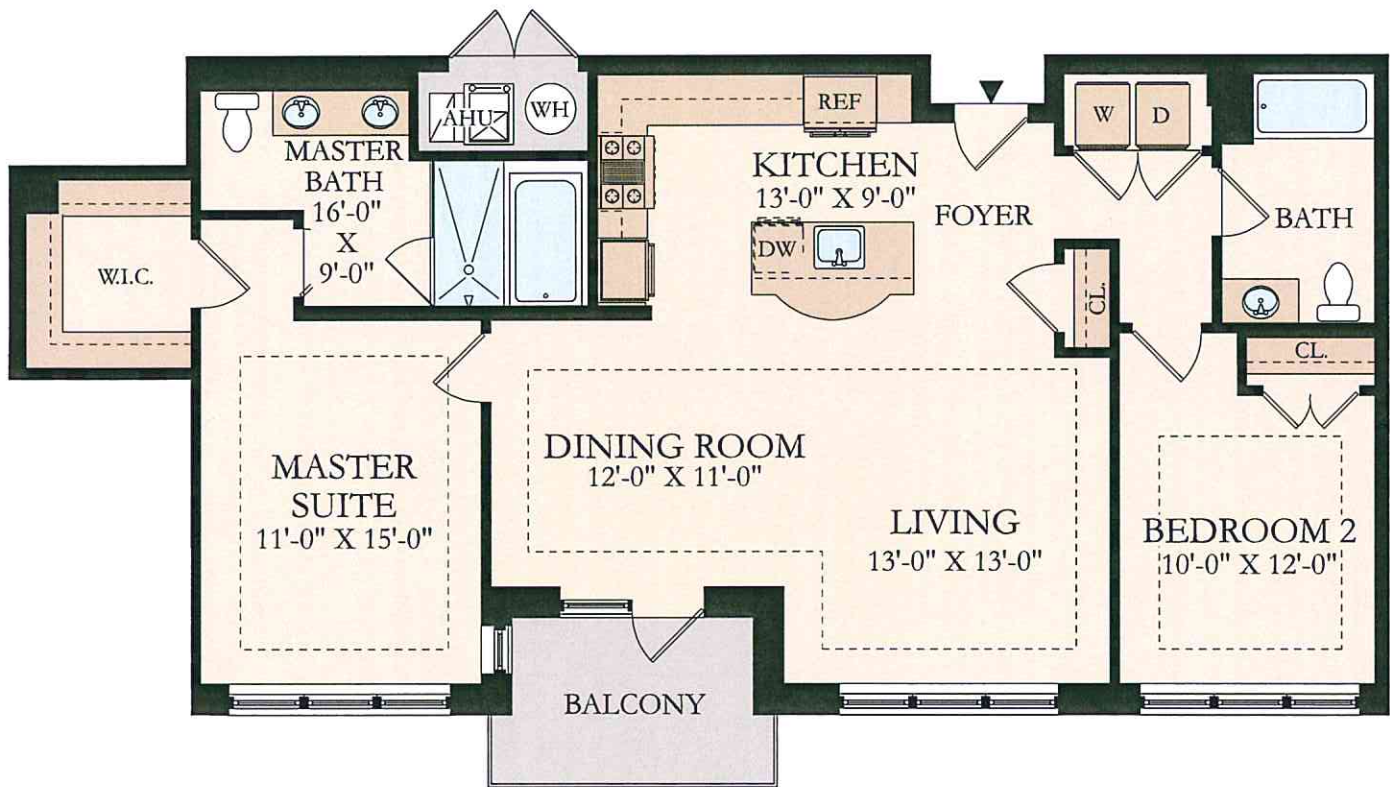 AHU
WH
REF
W
D
MASTER
BATH
16'-0"
X
9'-0"
KITCHEN
13'-0" X 9'-0"
FOYER
BATH
DW
W.I.C.
CL.
CL.
MASTER
SUITE
11'-0" X 15'-0"
DINING ROOM
12'-0" X 11'-0"
LIVING
13'-0" X 13'-0"
BEDROOM 2
10'-0" X 12'-0"
BALCONY